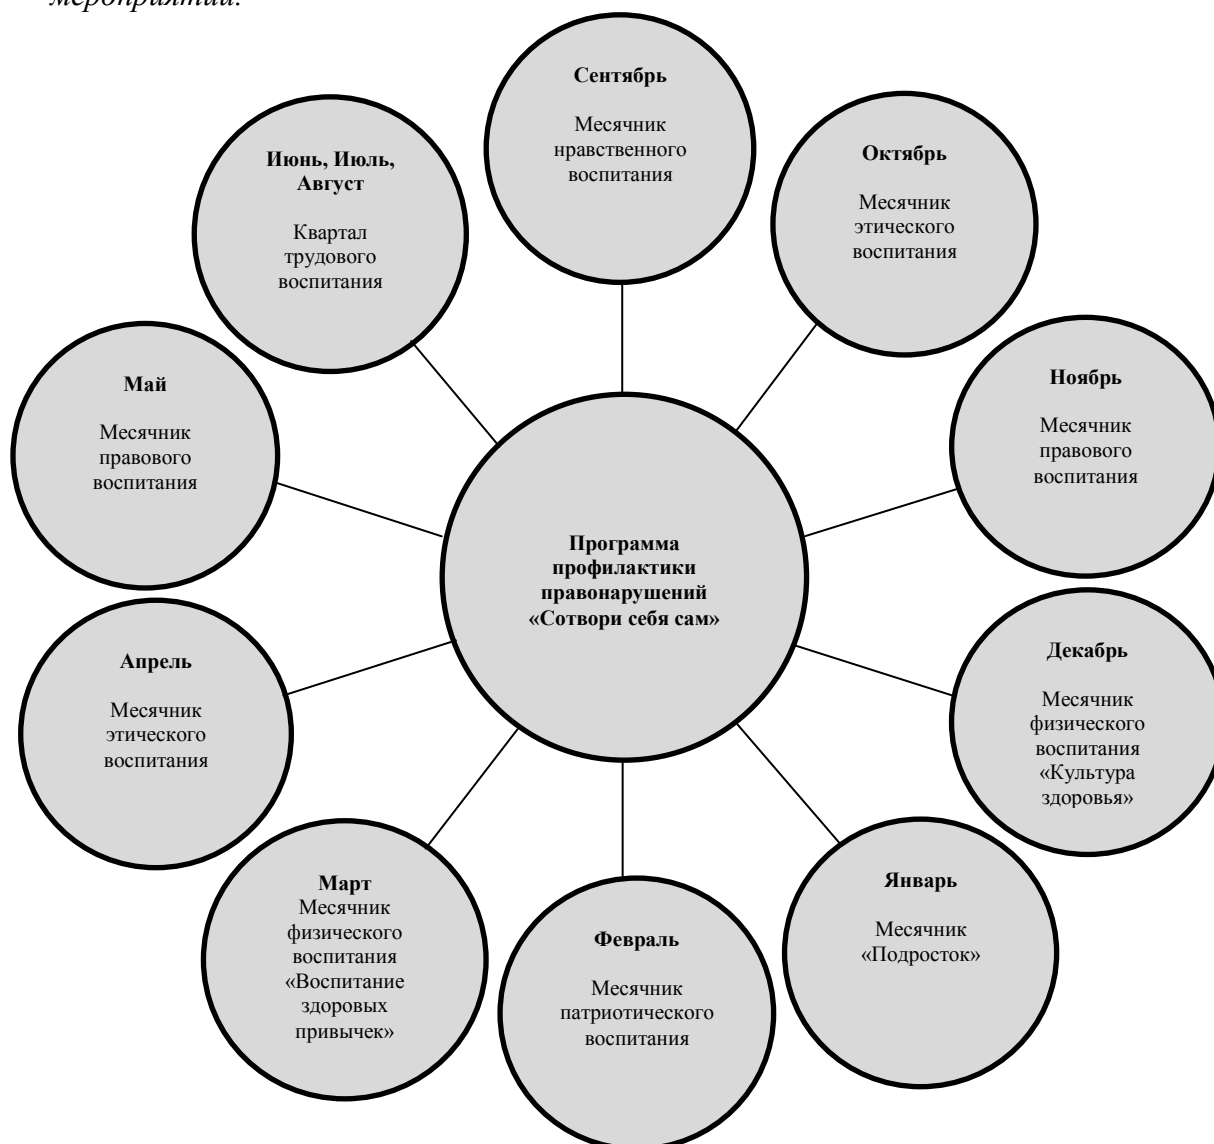 мероприятий:
Сентябрь
Месячник
нравственного
воспитания
Октябрь
Месячник
этического
воспитания
Ноябрь
Месячник
правового
воспитания
Декабрь
Месячник
физического
воспитания
«Культура
здоровья»
Январь
Месячник
«Подросток»
Февраль
Месячник
патриотического
воспитания
Март
Месячник
физического
воспитания
«Воспитание
здоровых
привычек»
Апрель
Месячник
этического
воспитания
Май
Месячник
правового
воспитания
Июнь, Июль,
Август
Квартал
трудового
воспитания
Программа
профилактики
правонарушений
«Сотвори себя сам»